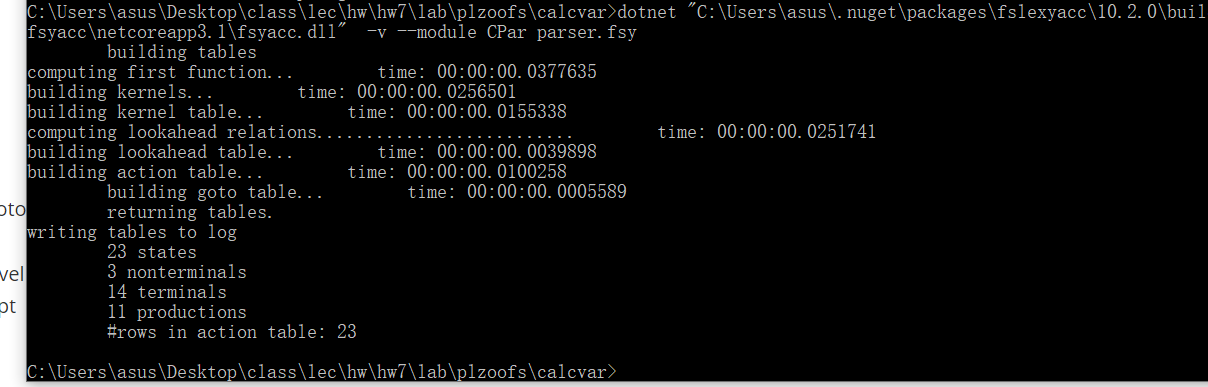 C:\Users\asus\Desktop\class\lec\hw\hw7\lab\plzoofs\calcvar>dotnet "C:\Users\asus\.nuget\packages\fslexyacc\10.2.0\buil
fsyacc\netcoreapp3.1\fsyacc.dll"  -v --module CPar parser.fsy
        building tables
computing first function...        time: 00:00:00.0377635
building kernels...        time: 00:00:00.0256501
building kernel table...        time: 00:00:00.0155338
computing lookahead relations..........................        time: 00:00:00.0251741
building lookahead table...        time: 00:00:00.0039898
building action table...        time: 00:00:00.0100258
        building goto table...        time: 00:00:00.0005589
oto
        returning tables.
writing tables to log
        23 states
vel
        3 nonterminals
        14 terminals
pt
        11 productions
        #rows in action table: 23
C:\Users\asus\Desktop\class\lec\hw\hw7\lab\plzoofs\calcvar>